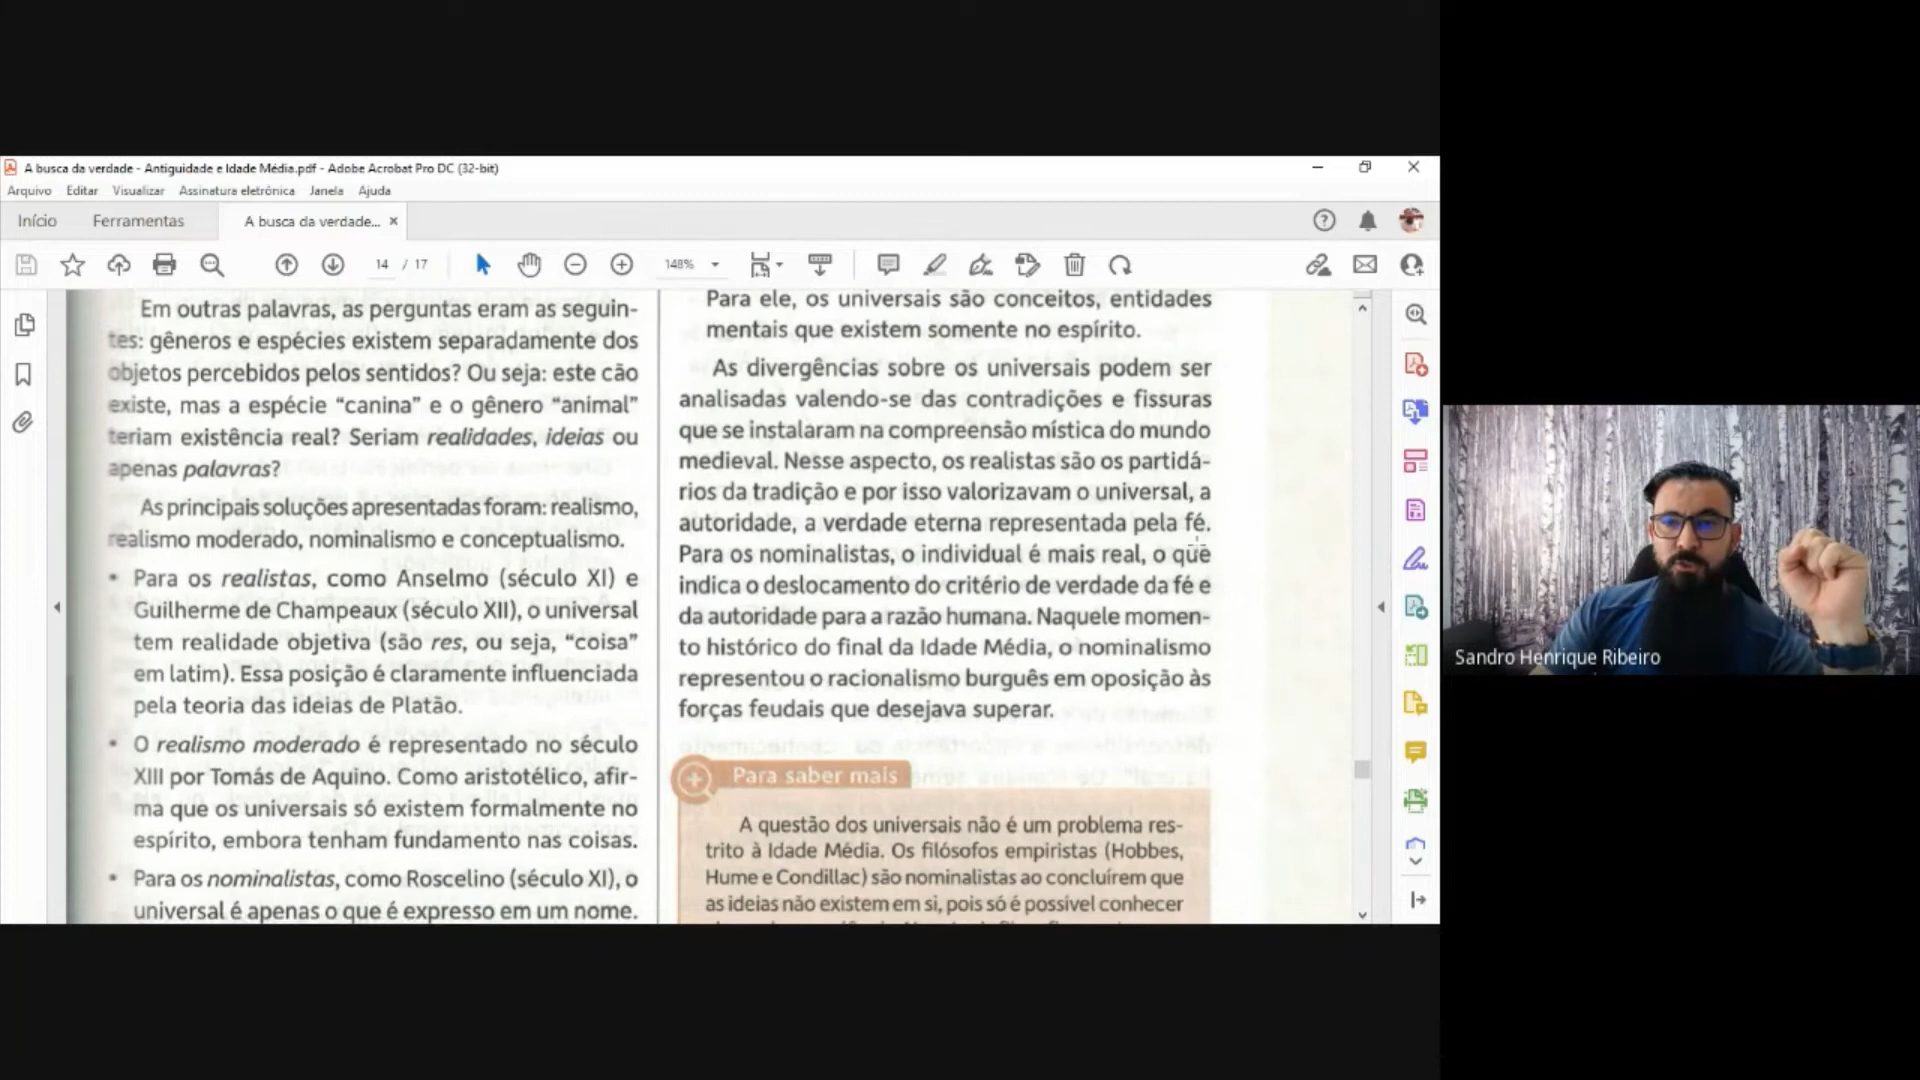 A busca da verdade - Antiguidade e Idade Média.pdf - Adobe Acrobat Pro DC (32-bit)
Arquivo Editar Visualizar Assinatura eletrônica Janela Ajuda
Início Ferramentas A busca da verdade... ×
14 / 17 148%
Em outras palavras, as perguntas eram as seguin-
tes: gêneros e espécies existem separadamente dos
objetos percebidos pelos sentidos? Ou seja: este cão
existe, mas a espécie “canina” e o gênero “animal”
teriam existência real? Seriam realidades, ideias ou
apenas palavras?
As principais soluções apresentadas foram: realismo,
realismo moderado, nominalismo e conceptualismo.
• Para os realistas, como Anselmo (século XI) e
Guilherme de Champeaux (século XII), o universal
tem realidade objetiva (são res, ou seja, “coisa”
em latim). Essa posição é claramente influenciada
pela teoria das ideias de Platão.
• O realismo moderado é representado no século
XIII por Tomás de Aquino. Como aristotélico, afir-
ma que os universais só existem formalmente no
espírito, embora tenham fundamento nas coisas.
• Para os nominalistas, como Roscelino (século XI), o
universal é apenas o que é expresso em um nome.
Para ele, os universais são conceitos, entidades
mentais que existem somente no espírito.
As divergências sobre os universais podem ser
analisadas valendo-se das contradições e fissuras
que se instalaram na compreensão mística do mundo
medieval. Nesse aspecto, os realistas são os partidá-
rios da tradição e por isso valorizavam o universal, a
autoridade, a verdade eterna representada pela fé.
Para os nominalistas, o individual é mais real, o que
indica o deslocamento do critério de verdade da fé e
da autoridade para a razão humana. Naquele momen-
to histórico do final da Idade Média, o nominalismo
representou o racionalismo burguês em oposição às
forças feudais que desejava superar.
Para saber mais
A questão dos universais não é um problema res-
trito à Idade Média. Os filósofos empiristas (Hobbes,
Hume e Condillac) são nominalistas ao concluírem que
as ideias não existem em si, pois só é possível conhecer
Sandro Henrique Ribeiro